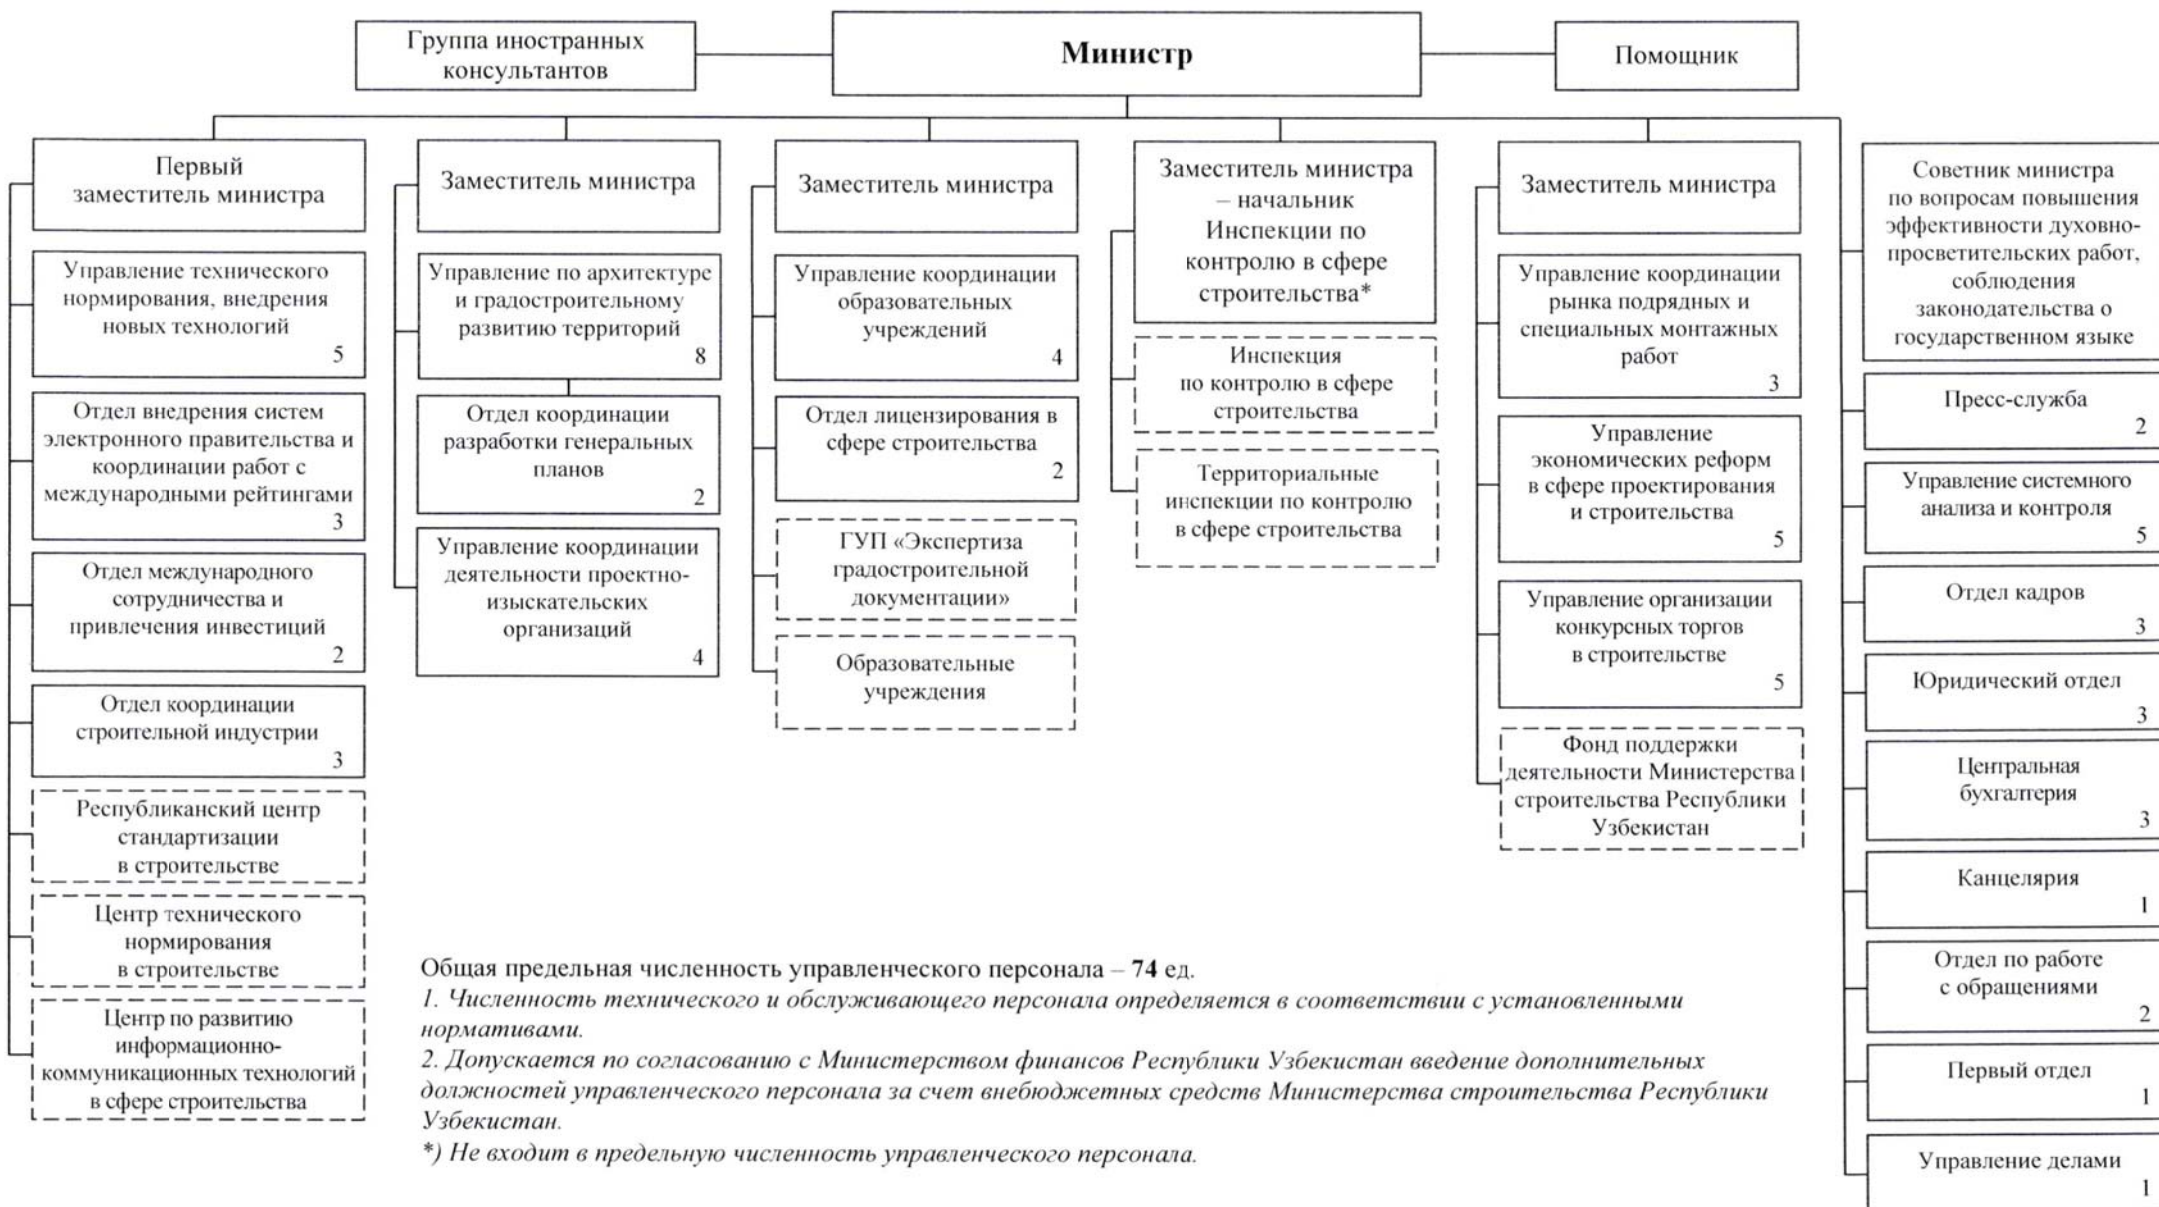 Группа иностранных
консультантов
Министр
Помощник
Первый
заместитель министра
Управление технического
нормирования, внедрения
новых технологий
5
Отдел внедрения систем
электронного правительства и
координации работ с
международными рейтингами
3
Отдел международного
сотрудничества и
привлечения инвестиций
2
Отдел координации
строительной индустрии
3
Республиканский центр
стандартизации
в строительстве
Центр технического
нормирования
в строительстве
Центр по развитию
информационно-
коммуникационных технологий
в сфере строительства
Заместитель министра
Управление по архитектуре
и градостроительному
развитию территорий
8
Отдел координации
разработки генеральных
планов
2
Управление координации
деятельности проектно-
изыскательских
организаций
4
Заместитель министра
Управление координации
образовательных
учреждений
4
Отдел лицензирования в
сфере строительства
2
ГУП «Экспертиза
градостроительной
документации»
Образовательные
учреждения
Заместитель министра
– начальник
Инспекции по
контролю в сфере
строительства*
Инспекция
по контролю в сфере
строительства
Территориальные
инспекции по контролю
в сфере строительства
Заместитель министра
Управление координации
рынка подрядных и
специальных монтажных
работ
3
Управление
экономических реформ
в сфере проектирования
и строительства
5
Управление организации
конкурсных торгов
в строительстве
5
Фонд поддержки
деятельности Министерства
строительства Республики
Узбекистан
Советник министра
по вопросам повышения
эффективности духовно-
просветительских работ,
соблюдения
законодательства о
государственном языке
Пресс-служба
2
Управление системного
анализа и контроля
5
Отдел кадров
3
Юридический отдел
3
Центральная
бухгалтерия
3
Канцелярия
1
Отдел по работе
с обращениями
2
Первый отдел
1
Управление делами
1
Общая предельная численность управленческого персонала – 74 ед.
1. Численность технического и обслуживающего персонала определяется в соответствии с установленными
нормативами.
2. Допускается по согласованию с Министерством финансов Республики Узбекистан введение дополнительных
должностей управленческого персонала за счет внебюджетных средств Министерства строительства Республики
Узбекистан.
*) Не входит в предельную численность управленческого персонала.